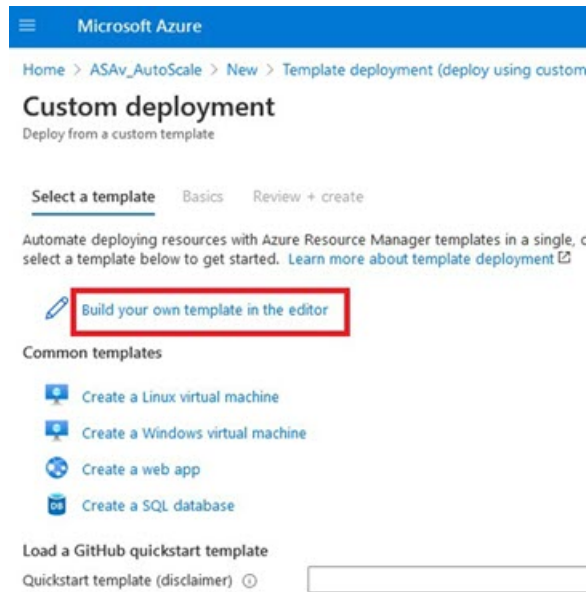 Microsoft Azure
Home > ASAv_AutoScale > New > Template deployment (deploy using custom
Custom deployment
Deploy from a custom template
Select a template Basics Review + create
Automate deploying resources with Azure Resource Manager templates in a single,
select a template below to get started. Learn more about template deployment
Build your own template in the editor
Common templates
Create a Linux virtual machine
Create a Windows virtual machine
Create a web app
DB Create a SQL database
Load a GitHub quickstart template
Quickstart template (disclaimer)